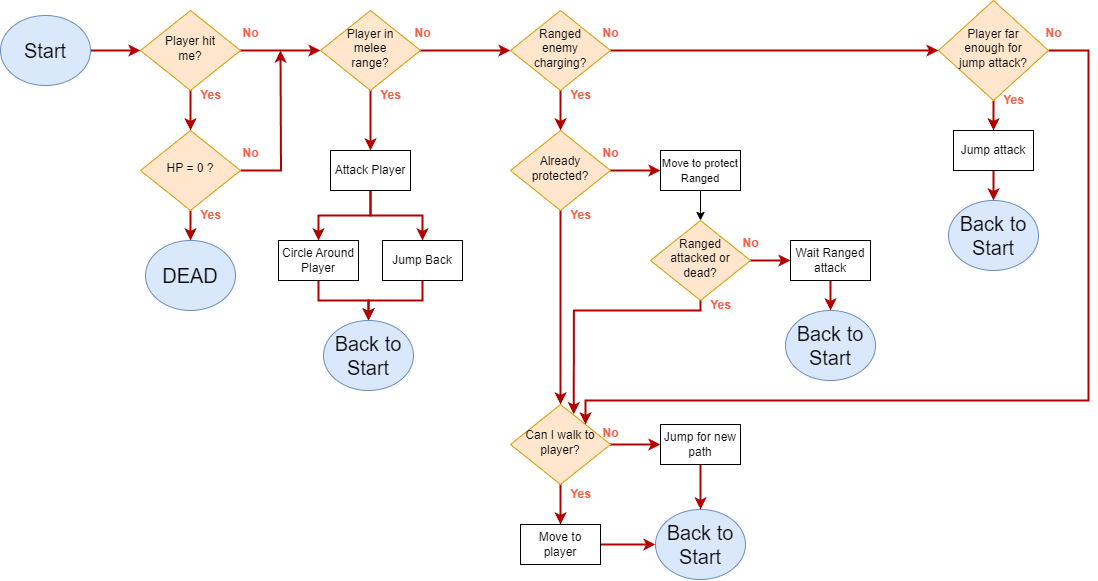 Start
Player hit
me?
No
Yes
HP = 0 ?
No
Yes
DEAD
Player in
melee
range?
No
Yes
Attack Player
Circle Around
Player
Jump Back
Back to
Start
Ranged
enemy
charging?
No
Yes
Already
protected?
No
Yes
Move to protect
Ranged
Ranged
attacked or
dead?
No
Yes
Wait Ranged
attack
Back to
Start
Player far
enough for
jump attack?
No
Yes
Jump attack
Back to
Start
Can I walk to
player?
No
Yes
Jump for new
path
Move to
player
Back to
Start